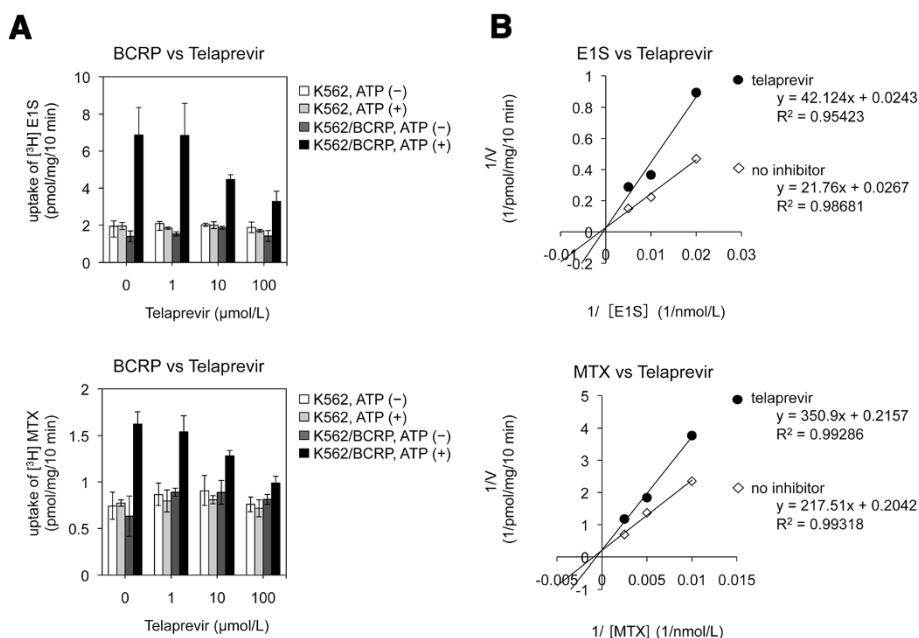 A
BCRP vs Telaprevir
uptake of [³H] E1S
(pmol/mg/10 min)
10
8
6
4
2
0
0 1 10 100
Telaprevir (μmol/L)
K562, ATP (−)
K562, ATP (+)
K562/BCRP, ATP (−)
K562/BCRP, ATP (+)
BCRP vs Telaprevir
uptake of [³H] MTX
(pmol/mg/10 min)
2
1.5
1
0.5
0
0 1 10 100
Telaprevir (μmol/L)
K562, ATP (−)
K562, ATP (+)
K562/BCRP, ATP (−)
K562/BCRP, ATP (+)
B
E1S vs Telaprevir
1/V
(1/pmol/mg/10 min)
1
0.8
0.6
0.4
0.2
0
-0.2
-0.01 0 0.01 0.02 0.03
1/ [E1S] (1/nmol/L)
telaprevir
y = 42.124x + 0.0243
R² = 0.95423
no inhibitor
y = 21.76x + 0.0267
R² = 0.98681
MTX vs Telaprevir
1/V
(1/pmol/mg/10 min)
5
4
3
2
1
0
-1
-0.005 0 0.005 0.01 0.015
1/ [MTX] (1/nmol/L)
telaprevir
y = 350.9x + 0.2157
R² = 0.99286
no inhibitor
y = 217.51x + 0.2042
R² = 0.99318